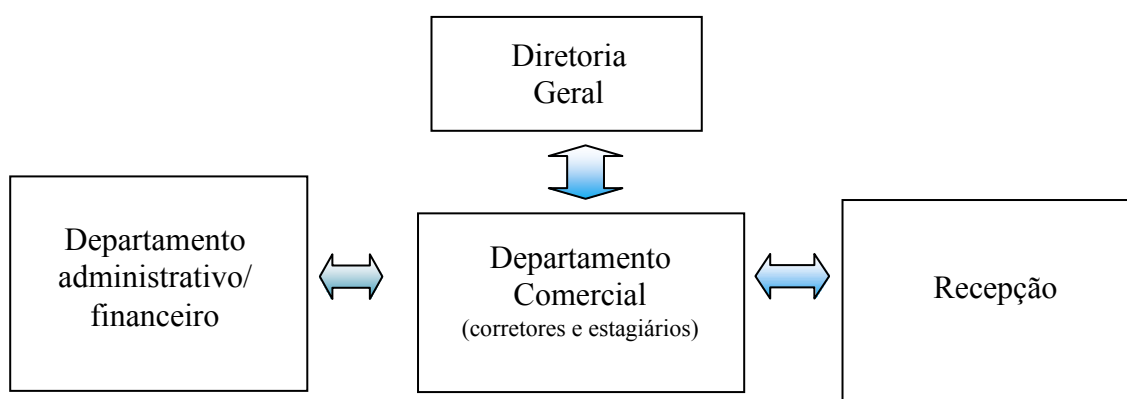 Diretoria
Geral
Departamento
administrativo/
financeiro
Departamento
Comercial
(corretores e estagiários)
Recepção